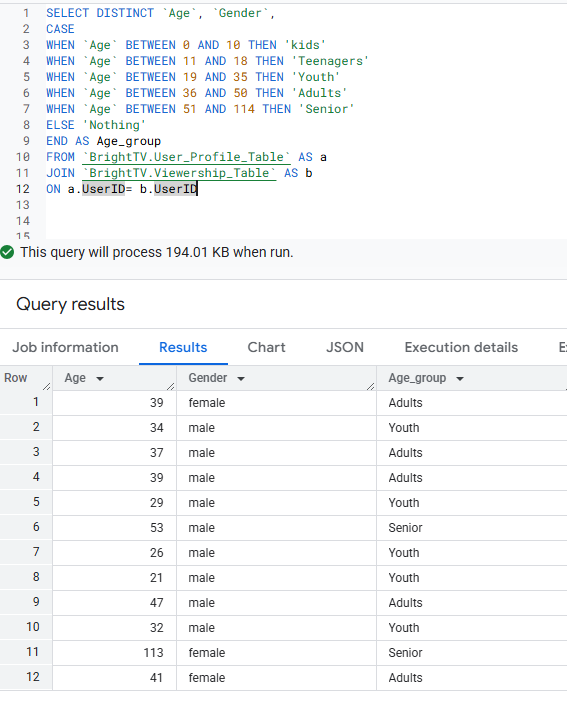 1 SELECT DISTINCT `Age`, `Gender`,
2 CASE
3 WHEN `Age` BETWEEN 0 AND 10 THEN 'kids'
4 WHEN `Age` BETWEEN 11 AND 18 THEN 'Teenagers'
5 WHEN `Age` BETWEEN 19 AND 35 THEN 'Youth'
6 WHEN `Age` BETWEEN 36 AND 50 THEN 'Adults'
7 WHEN `Age` BETWEEN 51 AND 114 THEN 'Senior'
8 ELSE 'Nothing'
9 END AS Age_group
10 FROM `BrightTV.User_Profile_Table` AS a
11 JOIN `BrightTV.Viewership_Table` AS b
12 ON a.UserID= b.UserID
13
14
15
This query will process 194.01 KB when run.
Query results
Job information Results Chart JSON Execution details E
Row Age Gender Age_group
1 39 female Adults
2 34 male Youth
3 37 male Adults
4 39 male Adults
5 29 male Youth
6 53 male Senior
7 26 male Youth
8 21 male Youth
9 47 male Adults
10 32 male Youth
11 113 female Senior
12 41 female Adults